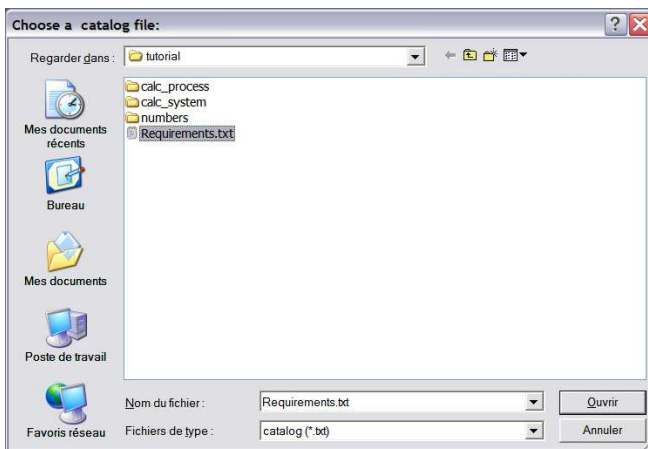 Choose a catalog file:
Regarder dans :
tutorial
calc_process
calc_system
numbers
Requirements.txt
Mes documents
récents
Bureau
Mes documents
Poste de travail
Favoris réseau
Nom du fichier :
Requirements.txt
Ouvrir
Fichiers de type :
catalog (*.txt)
Annuler